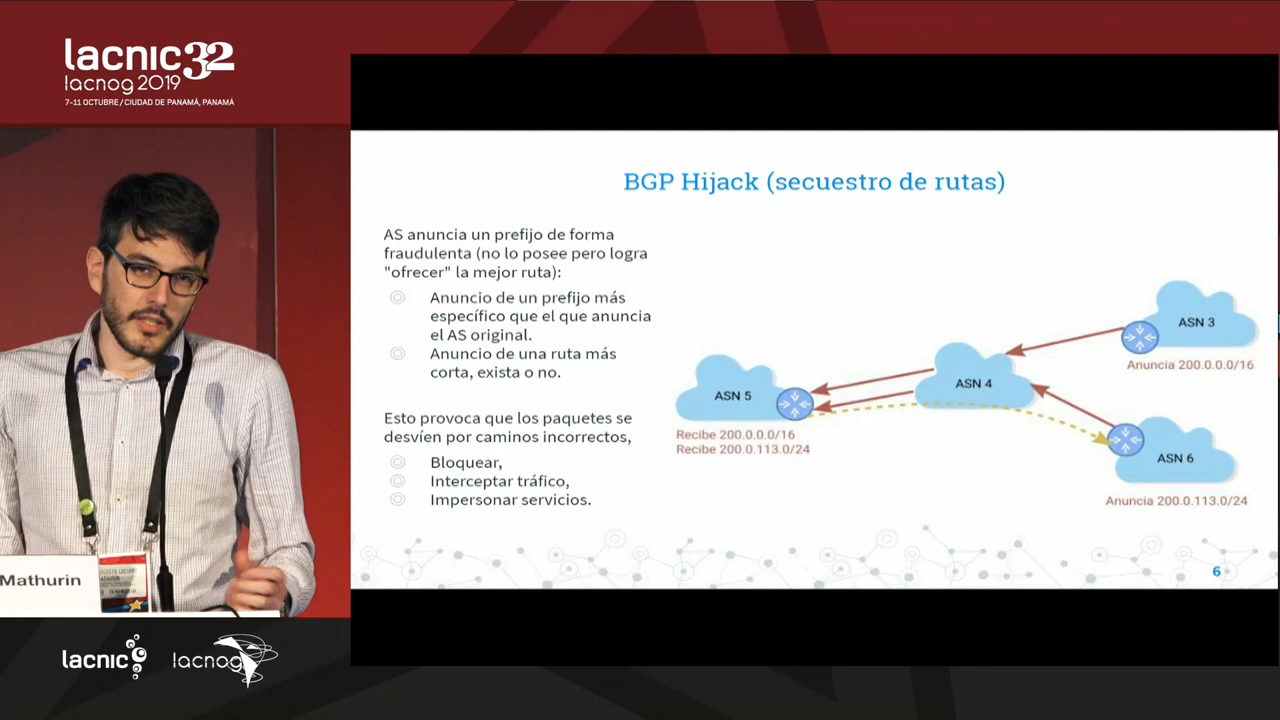 lacnic32
lacnog 2019
7-11 OCTUBRE / CIUDAD DE PANAMÁ, PANAMÁ
BGP Hijack (secuestro de rutas)
AS anuncia un prefijo de forma
fraudulenta (no lo posee pero logra
"ofrecer" la mejor ruta):
Anuncio de un prefijo más
específico que el que anuncia
el AS original.
Anuncio de una ruta más
corta, exista o no.
Esto provoca que los paquetes se
desvíen por caminos incorrectos,
Bloquear,
Interceptar tráfico,
Impersonar servicios.
ASN 3
Anuncia 200.0.0.0/16
ASN 4
ASN 5
Recibe 200.0.0.0/16
Recibe 200.0.113.0/24
ASN 6
Anuncia 200.0.113.0/24
6
Mathurin
lacnic
lacnog